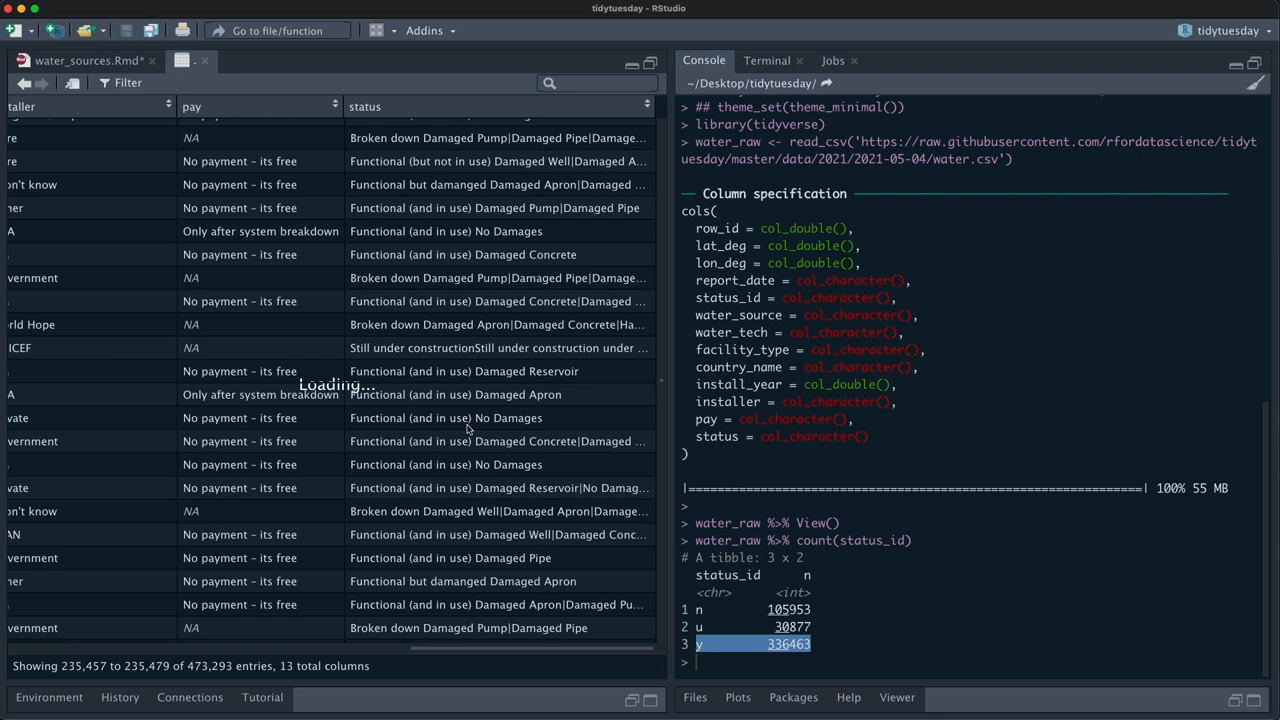 tidytuesday - RStudio
Go to file/function
Addins
tidytuesday
water_sources.Rmd*
.
Filter
taller pay status
NA Broken down Damaged Pump|Damaged Pipe|Damage...
re
re No payment - its free Functional (but not in use) Damaged Well|Damaged A...
on't know No payment - its free Functional but damanged Damaged Apron|Damaged ...
her No payment - its free Functional (and in use) Damaged Pump|Damaged Pipe
A Only after system breakdown Functional (and in use) No Damages
No payment - its free Functional (and in use) Damaged Concrete
vernment NA Broken down Damaged Pump|Damaged Pipe|Damage...
No payment - its free Functional (and in use) Damaged Concrete|Damaged ...
rld Hope NA Broken down Damaged Apron|Damaged Concrete|Ha...
ICEF NA Still under constructionStill under construction under ...
No payment - its free Functional (and in use) Damaged Reservoir
Loading...
A Only after system breakdown Functional (and in use) Damaged Apron
vate No payment - its free Functional (and in use) No Damages
vernment No payment - its free Functional (and in use) Damaged Concrete|Damaged ...
No payment - its free Functional (and in use) No Damages
vate No payment - its free Functional (and in use) Damaged Reservoir|No Damag...
on't know NA Broken down Damaged Well|Damaged Apron|Damage...
AN No payment - its free Functional (and in use) Damaged Well|Damaged Conc...
vernment No payment - its free Functional (and in use) Damaged Pipe
her No payment - its free Functional but damanged Damaged Apron
No payment - its free Functional (and in use) Damaged Apron|Damaged Pu...
vernment NA Broken down Damaged Pump|Damaged Pipe
Showing 235,457 to 235,479 of 473,293 entries, 13 total columns
Environment History Connections Tutorial
Console Terminal Jobs
~/Desktop/tidytuesday/
> ## theme_set(theme_minimal())
> library(tidyverse)
> water_raw <- read_csv('https://raw.githubusercontent.com/rfordatascience/tidyt
uesday/master/data/2021/2021-05-04/water.csv')
── Column specification ──
cols(
row_id = col_double(),
lat_deg = col_double(),
lon_deg = col_double(),
report_date = col_character(),
status_id = col_character(),
water_source = col_character(),
water_tech = col_character(),
facility_type = col_character(),
country_name = col_character(),
install_year = col_double(),
installer = col_character(),
pay = col_character(),
status = col_character()
)
|=================================================================| 100% 55 MB
>
> water_raw %>% View()
> water_raw %>% count(status_id)
# A tibble: 3 x 2
status_id n
<chr> <int>
1 n 105953
2 u 30877
3 y 336463
>
Files Plots Packages Help Viewer